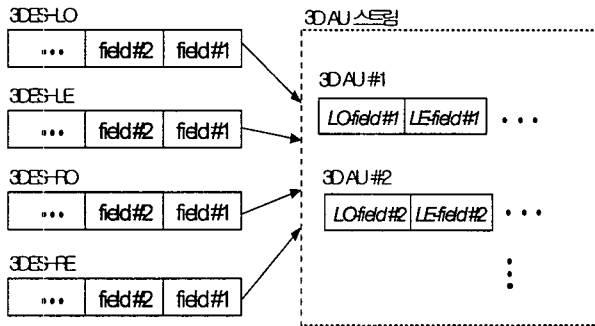 3DES-LO
••• field#2 field#1
3DES-LE
••• field#2 field#1
3DES-RO
••• field#2 field#1
3DES-RE
••• field#2 field#1
3D AU 스트림
3D AU #1
LO-field#1 LE-field#1 • • •
3D AU #2
LO-field#2 LE-field#2 • • •